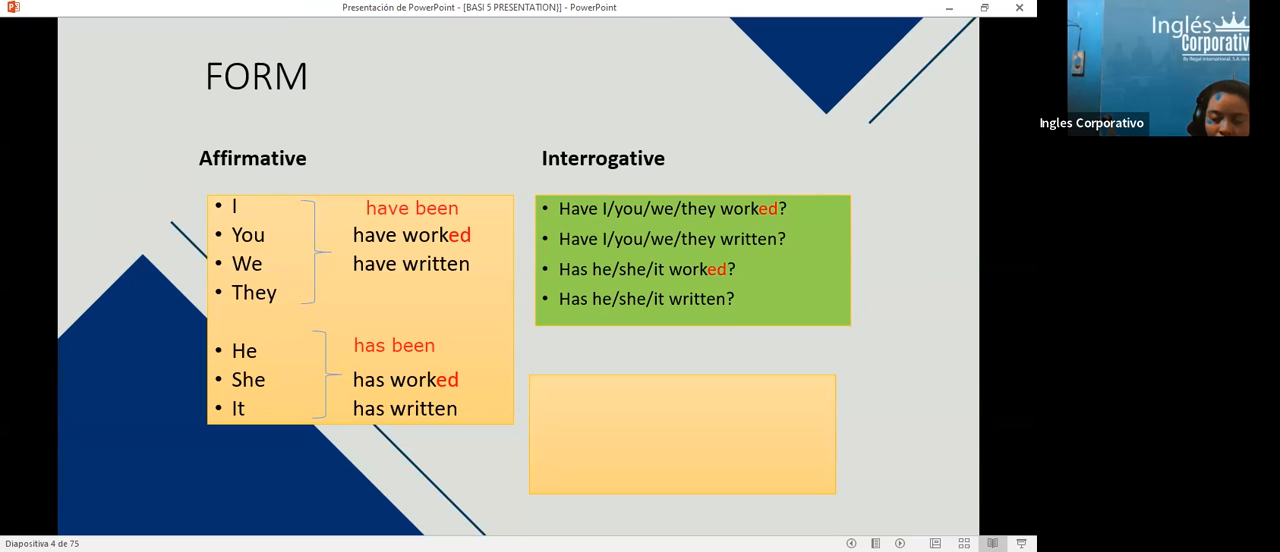 Presentación de PowerPoint - [BASI 5 PRESENTATION)] - PowerPoint
FORM
Affirmative
• I
• You
• We
• They
have been
have worked
have written
• He
• She
• It
has been
has worked
has written
Interrogative
• Have I/you/we/they worked?
• Have I/you/we/they written?
• Has he/she/it worked?
• Has he/she/it written?
Inglés
Corporativ
Ingles Corporativo
Diapositiva 4 de 75